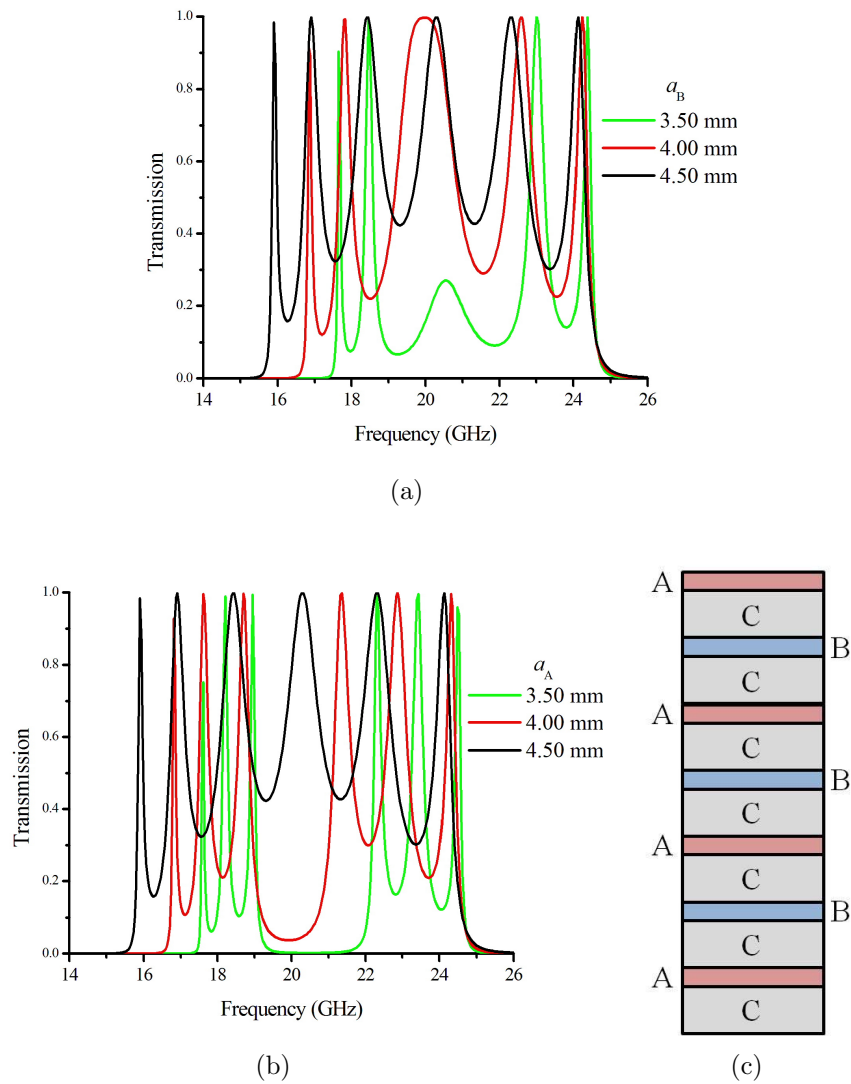 1.0
0.8
0.6
0.4
0.2
0.0
Transmission
14 16 18 20 22 24 26
Frequency (GHz)
aB
3.50 mm
4.00 mm
4.50 mm
(a)
1.0
0.8
0.6
0.4
0.2
0.0
Transmission
14 16 18 20 22 24 26
Frequency (GHz)
aA
3.50 mm
4.00 mm
4.50 mm
(b)
A
C
B
C
A
C
B
C
A
C
B
C
A
C
(c)